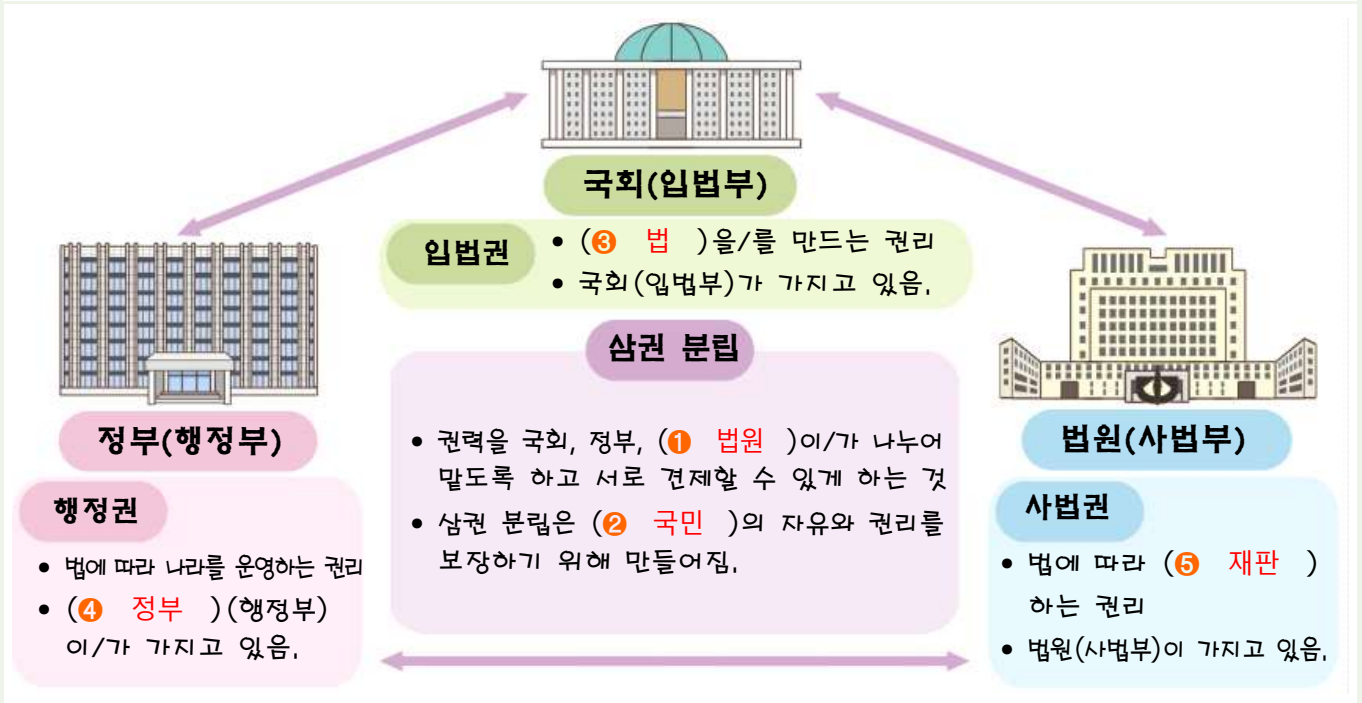 국회(입법부)
입법권
• (❸ 법 )을/를 만드는 권리
• 국회(입법부)가 가지고 있음.
삼권 분립
• 권력을 국회, 정부, (❶ 법원 )이/가 나누어
맡도록 하고 서로 견제할 수 있게 하는 것
• 삼권 분립은 (❷ 국민 )의 자유와 권리를
보장하기 위해 만들어짐.
정부(행정부)
행정권
• 법에 따라 나라를 운영하는 권리
• (❹ 정부 )(행정부)
이/가 가지고 있음.
법원(사법부)
사법권
• 법에 따라 (❺ 재판 )
하는 권리
• 법원(사법부)이 가지고 있음.